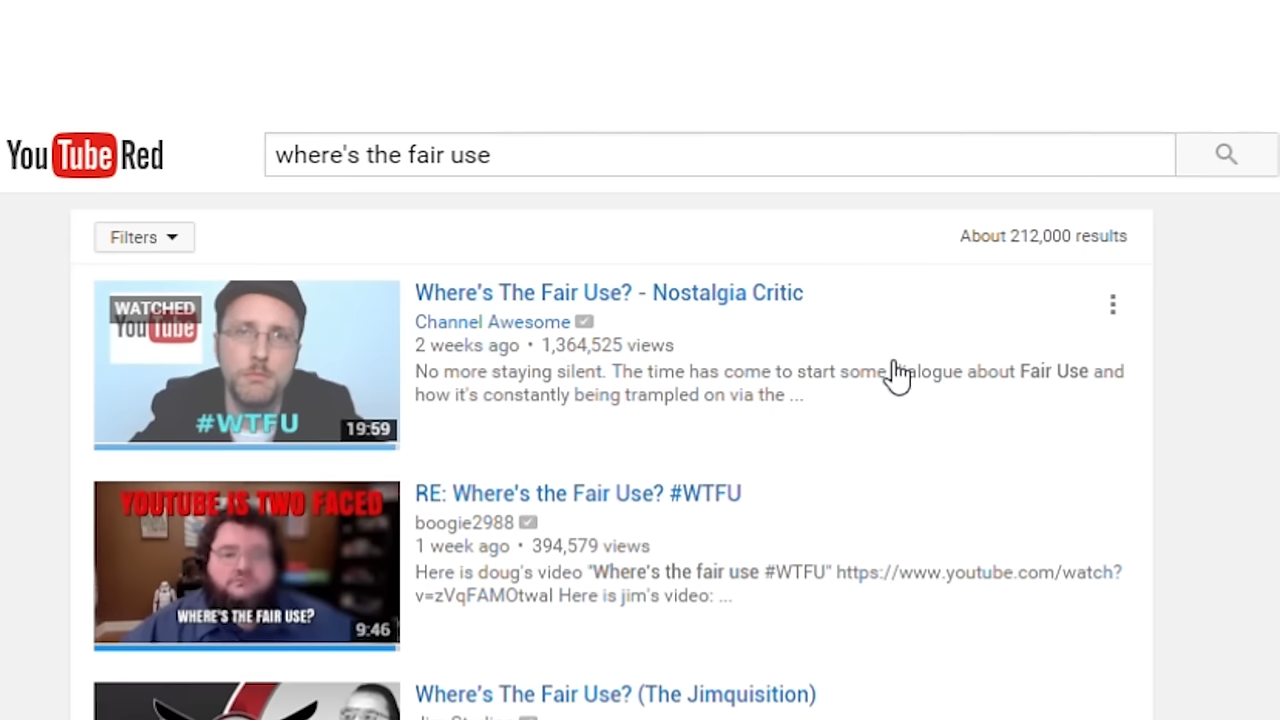 YouTube Red
where's the fair use
Filters
About 212,000 results
WATCHED
YouTube
#WTFU
19:59
Where's The Fair Use? - Nostalgia Critic
Channel Awesome
2 weeks ago • 1,364,525 views
No more staying silent. The time has come to start some dialogue about Fair Use and
how it's constantly being trampled on via the ...
YOUTUBE IS TWO FACED
WHERE'S THE FAIR USE?
9:46
RE: Where's the Fair Use? #WTFU
boogie2988
1 week ago • 394,579 views
Here is doug's video "Where's the fair use #WTFU" https://www.youtube.com/watch?
v=zVqFAMOtwaI Here is jim's video: ...
Where's The Fair Use? (The Jimquisition)